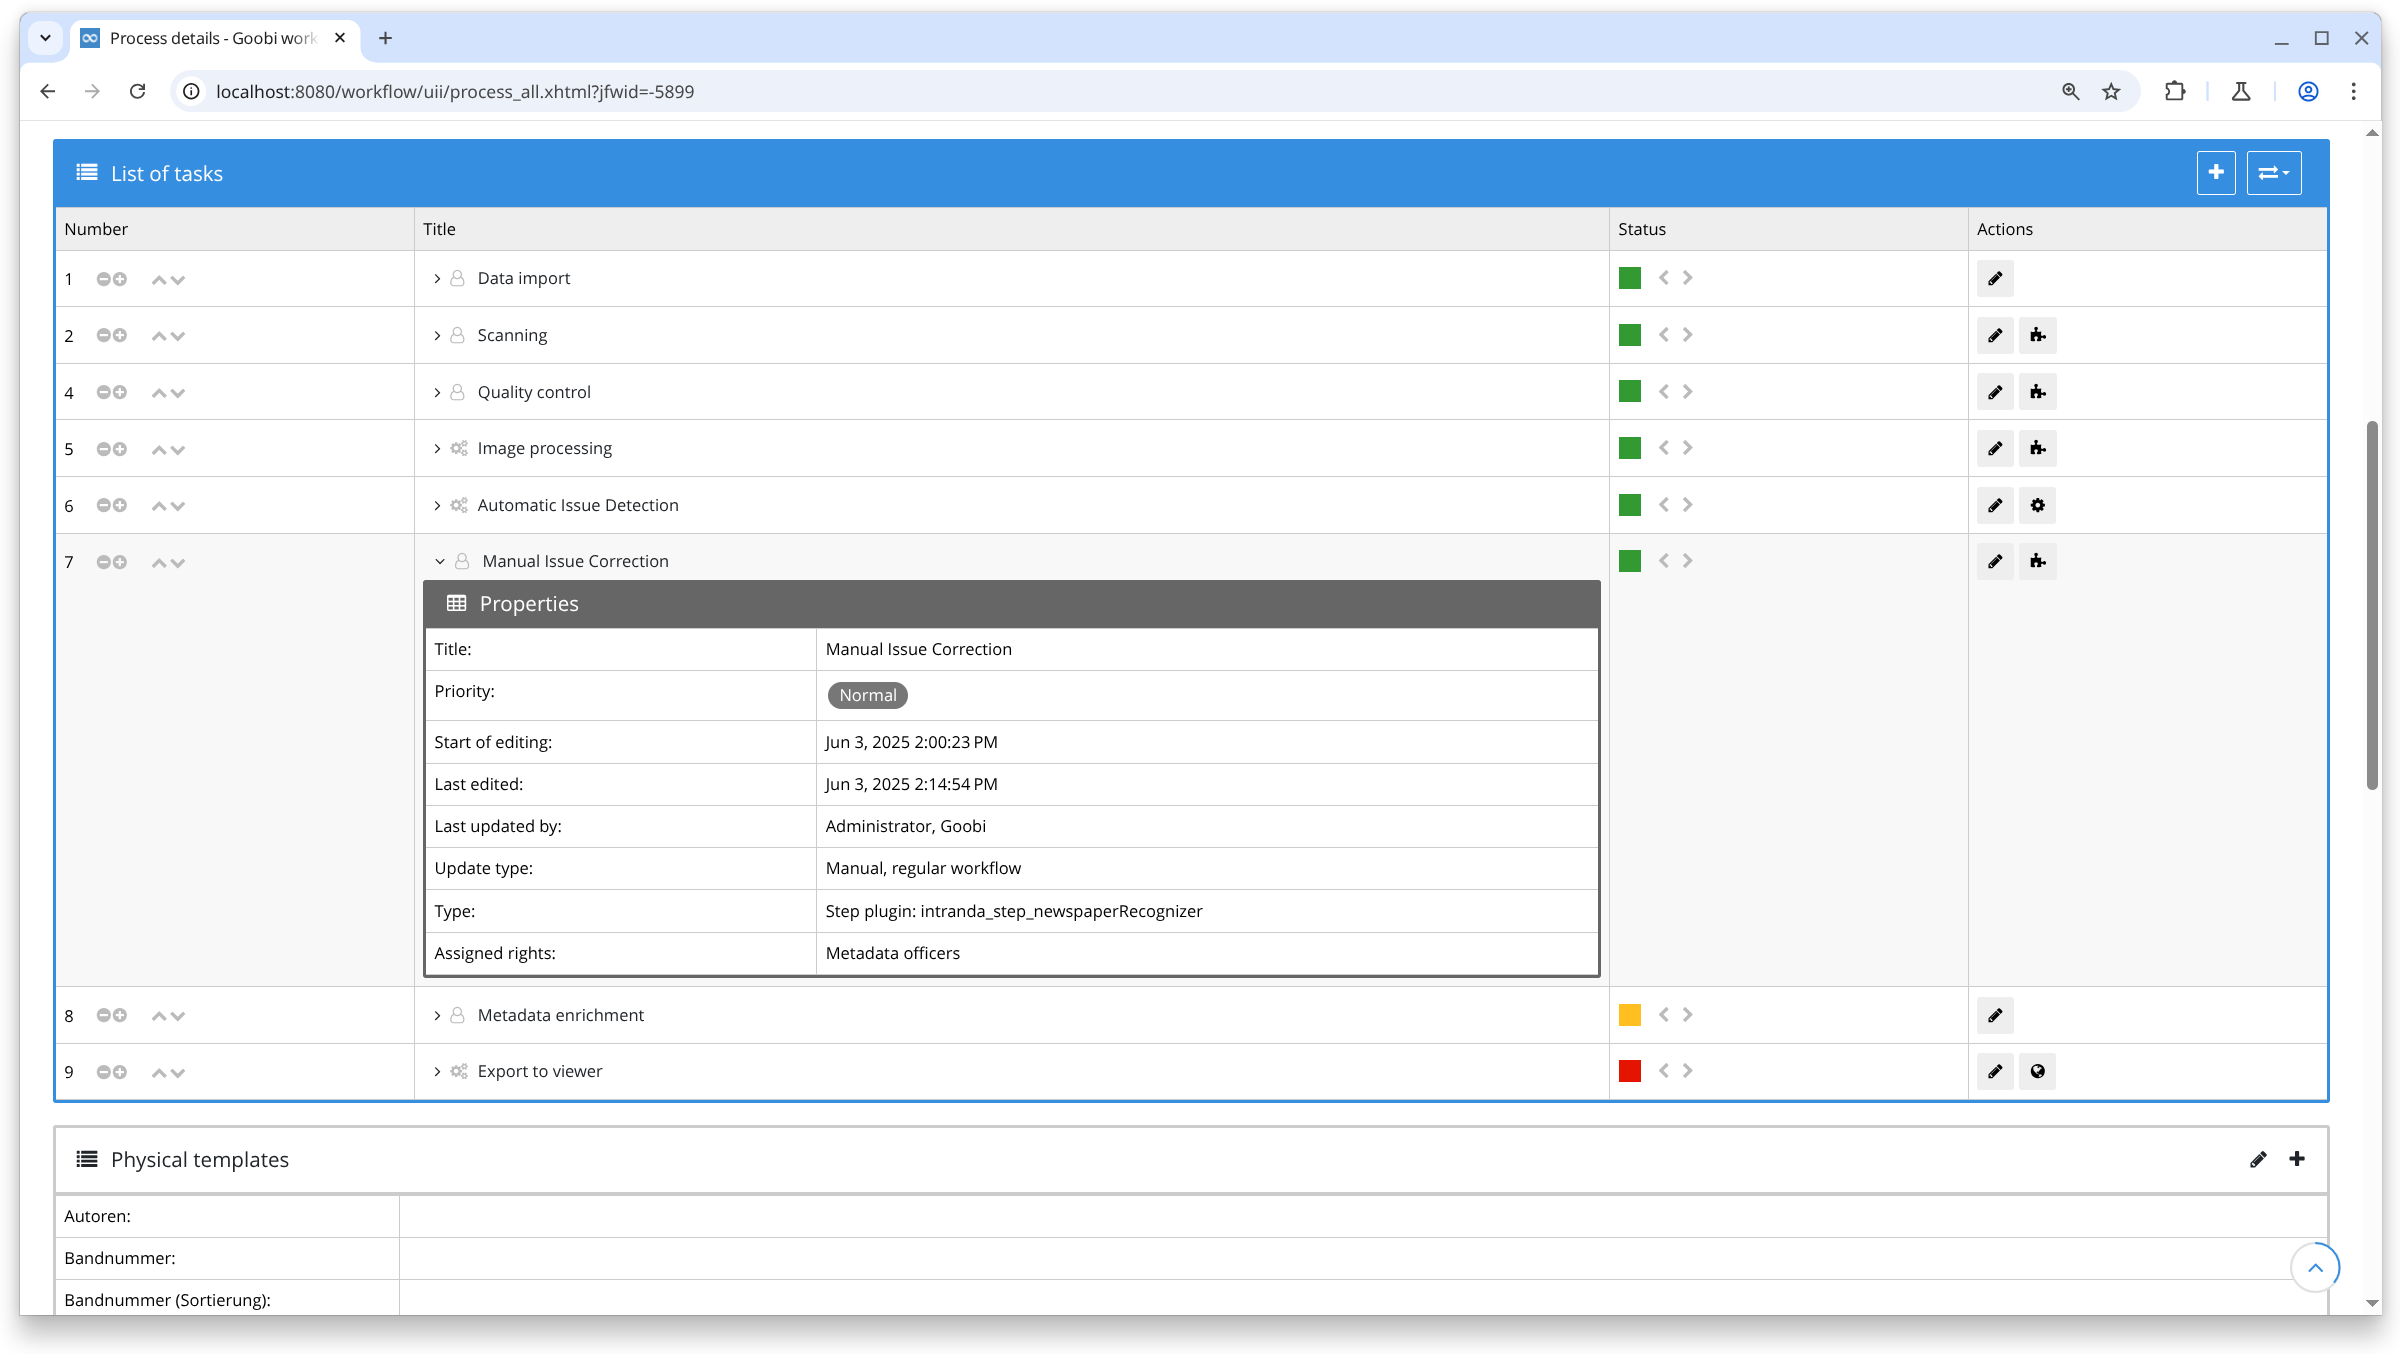 Process details - Goobi work
localhost:8080/workflow/uii/process_all.xhtml?jfwid=-5899
List of tasks
Number Title Status Actions
1 Data import
2 Scanning
4 Quality control
5 Image processing
6 Automatic Issue Detection
7 Manual Issue Correction
Properties
Title: Manual Issue Correction
Priority: Normal
Start of editing: Jun 3, 2025 2:00:23 PM
Last edited: Jun 3, 2025 2:14:54 PM
Last updated by: Administrator, Goobi
Update type: Manual, regular workflow
Type: Step plugin: intranda_step_newspaperRecognizer
Assigned rights: Metadata officers
8 Metadata enrichment
9 Export to viewer
Physical templates
Autoren:
Bandnummer:
Bandnummer (Sortierung):